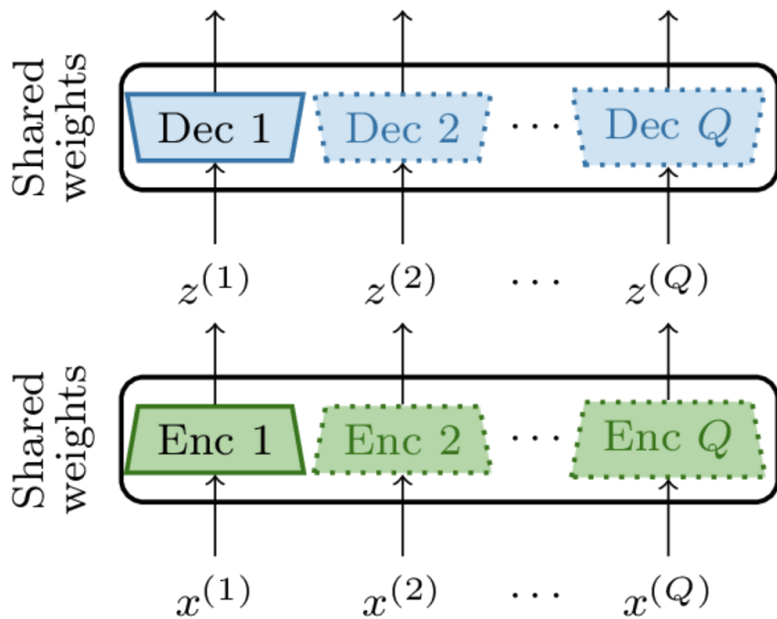 Shared
weights
Dec 1 Dec 2 ⋯ Dec Q
z^(1) z^(2) ⋯ z^(Q)
Shared
weights
Enc 1 Enc 2 ⋯ Enc Q
x^(1) x^(2) ⋯ x^(Q)